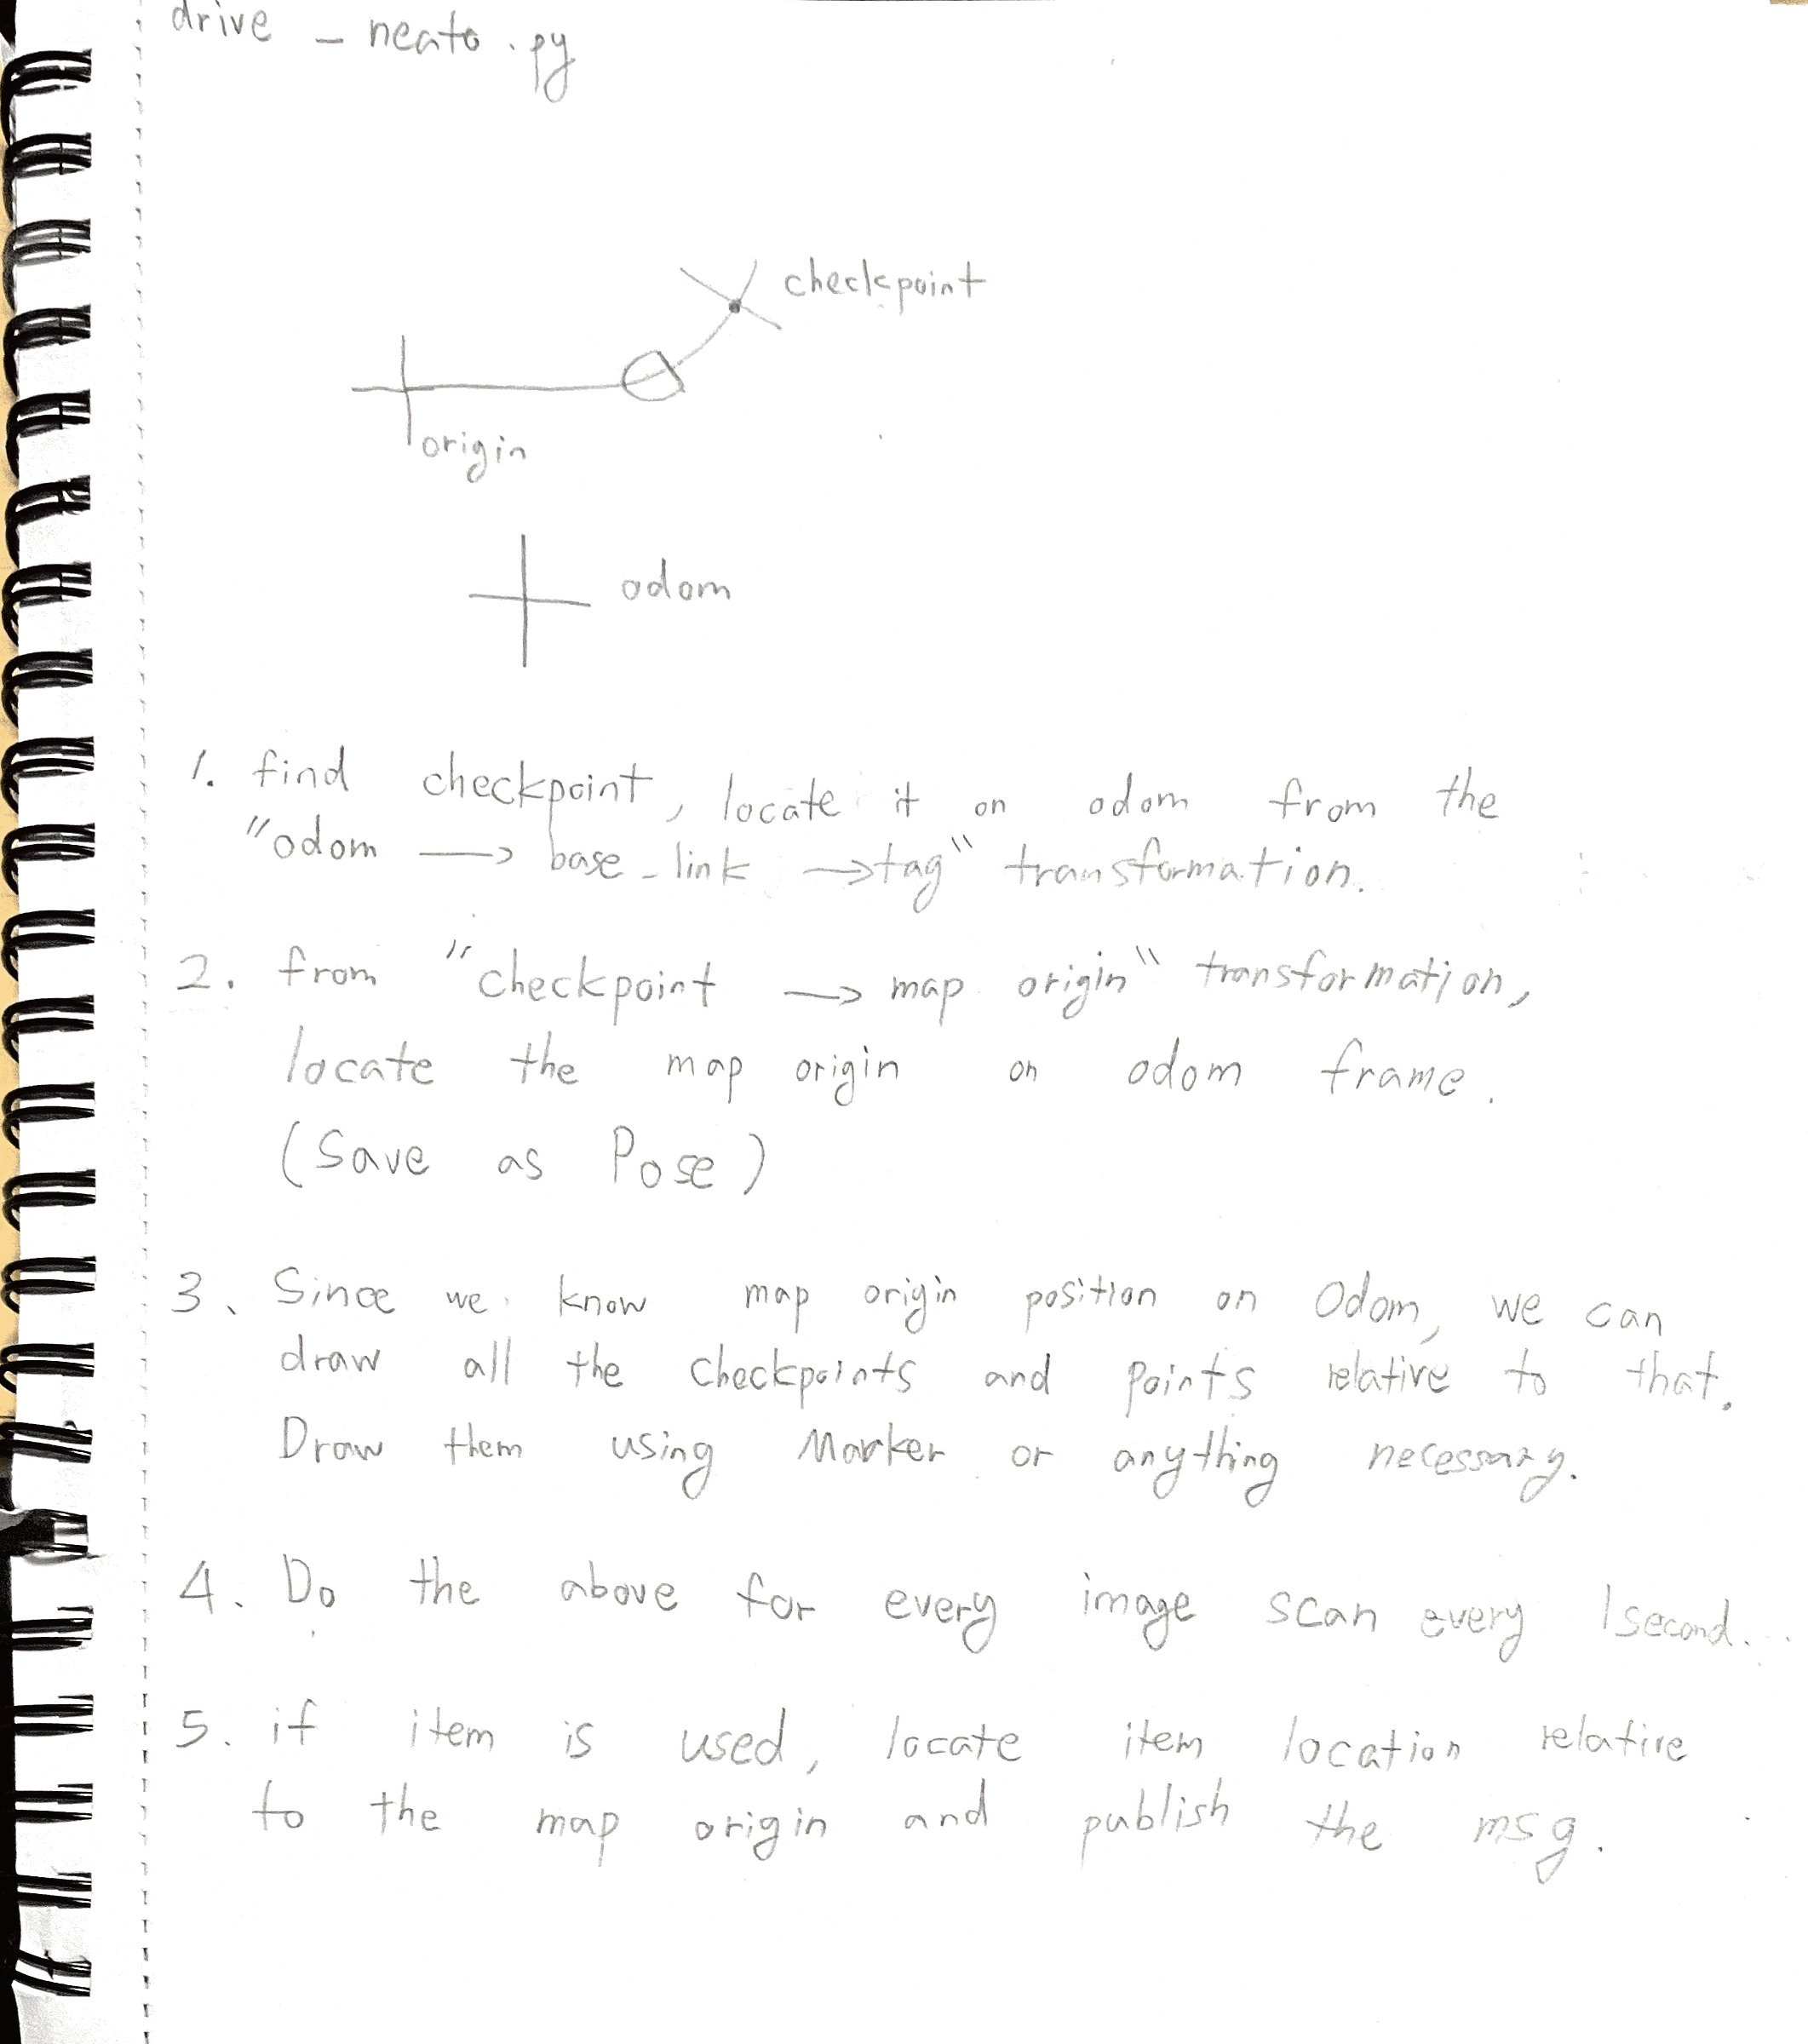 drive_neato.py
checkpoint
origin
odom
1. find checkpoint, locate it on odom from the
"odom → base_link → tag" transformation.
2. from "checkpoint → map origin" transformation,
locate the map origin on odom frame.
(Save as Pose)
3. Since we know map origin position on Odom, we can
draw all the checkpoints and points relative to that.
Draw them using Marker or anything necessary.
4. Do the above for every image scan every 1second...
5. if item is used, locate item location relative
to the map origin and publish the msg.